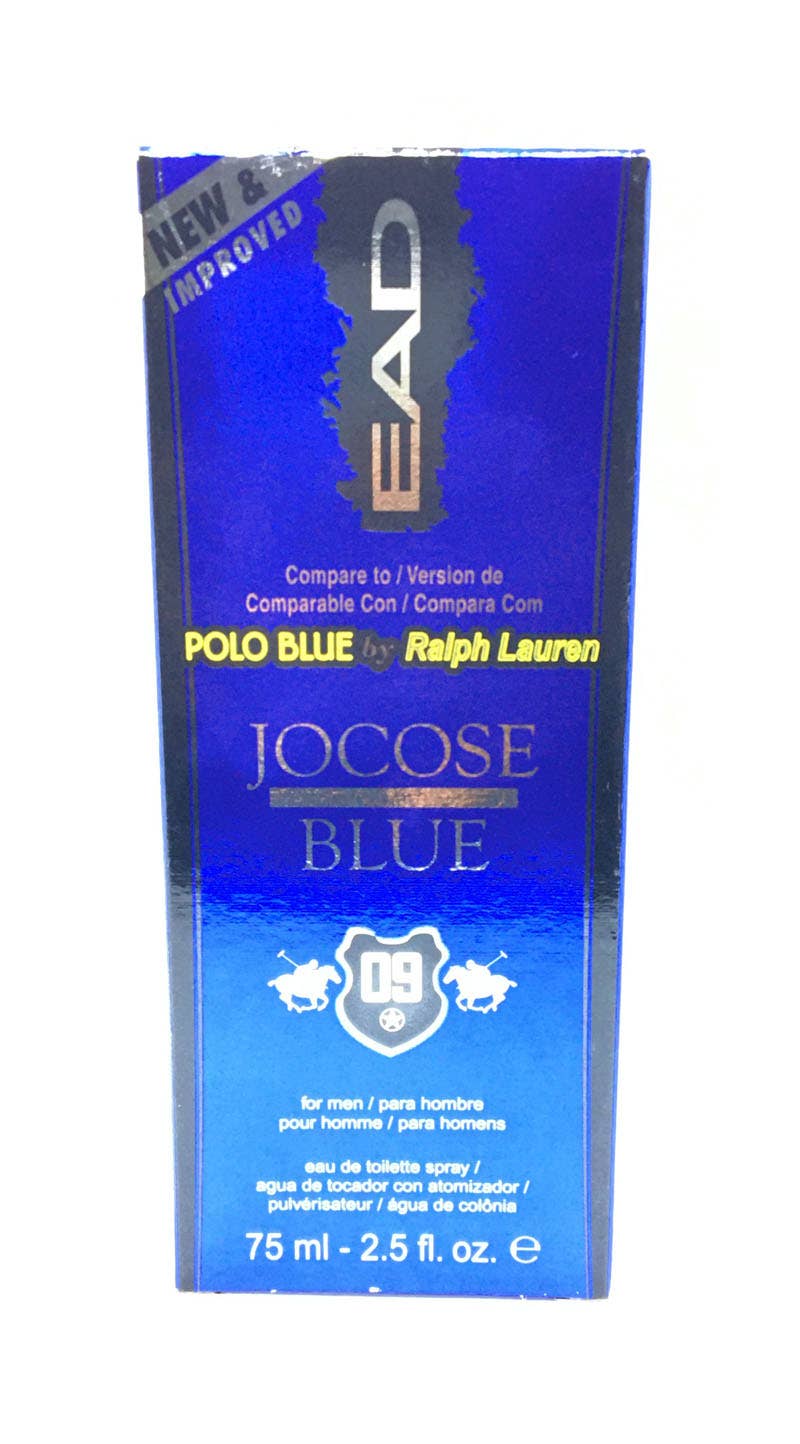 NEW &
IMPROVED
EAD
Compare to / Version de
Comparable Con / Compara Com
POLO BLUE by Ralph Lauren
JOCOSE
BLUE
09
for men / para hombre
pour homme / para homens
eau de toilette spray /
agua de tocador con atomizador /
pulvérisateur / água de colônia
75 ml - 2.5 fl. oz. ℮